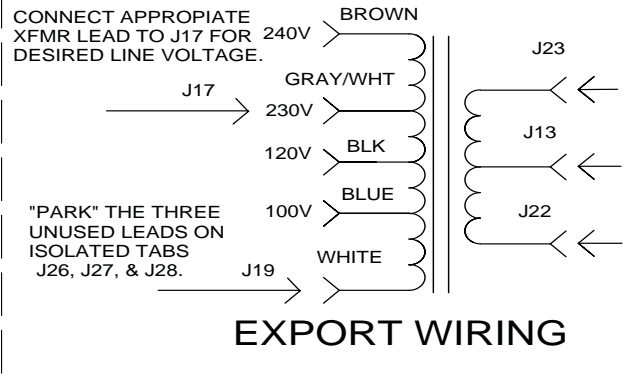 CONNECT APPROPIATE
XFMR LEAD TO J17 FOR
DESIRED LINE VOLTAGE.
BROWN
240V
J23
GRAY/WHT
J17
230V
J13
BLK
120V
BLUE
100V
J22
"PARK" THE THREE
UNUSED LEADS ON
ISOLATED TABS
J26, J27, & J28.
WHITE
J19
EXPORT WIRING